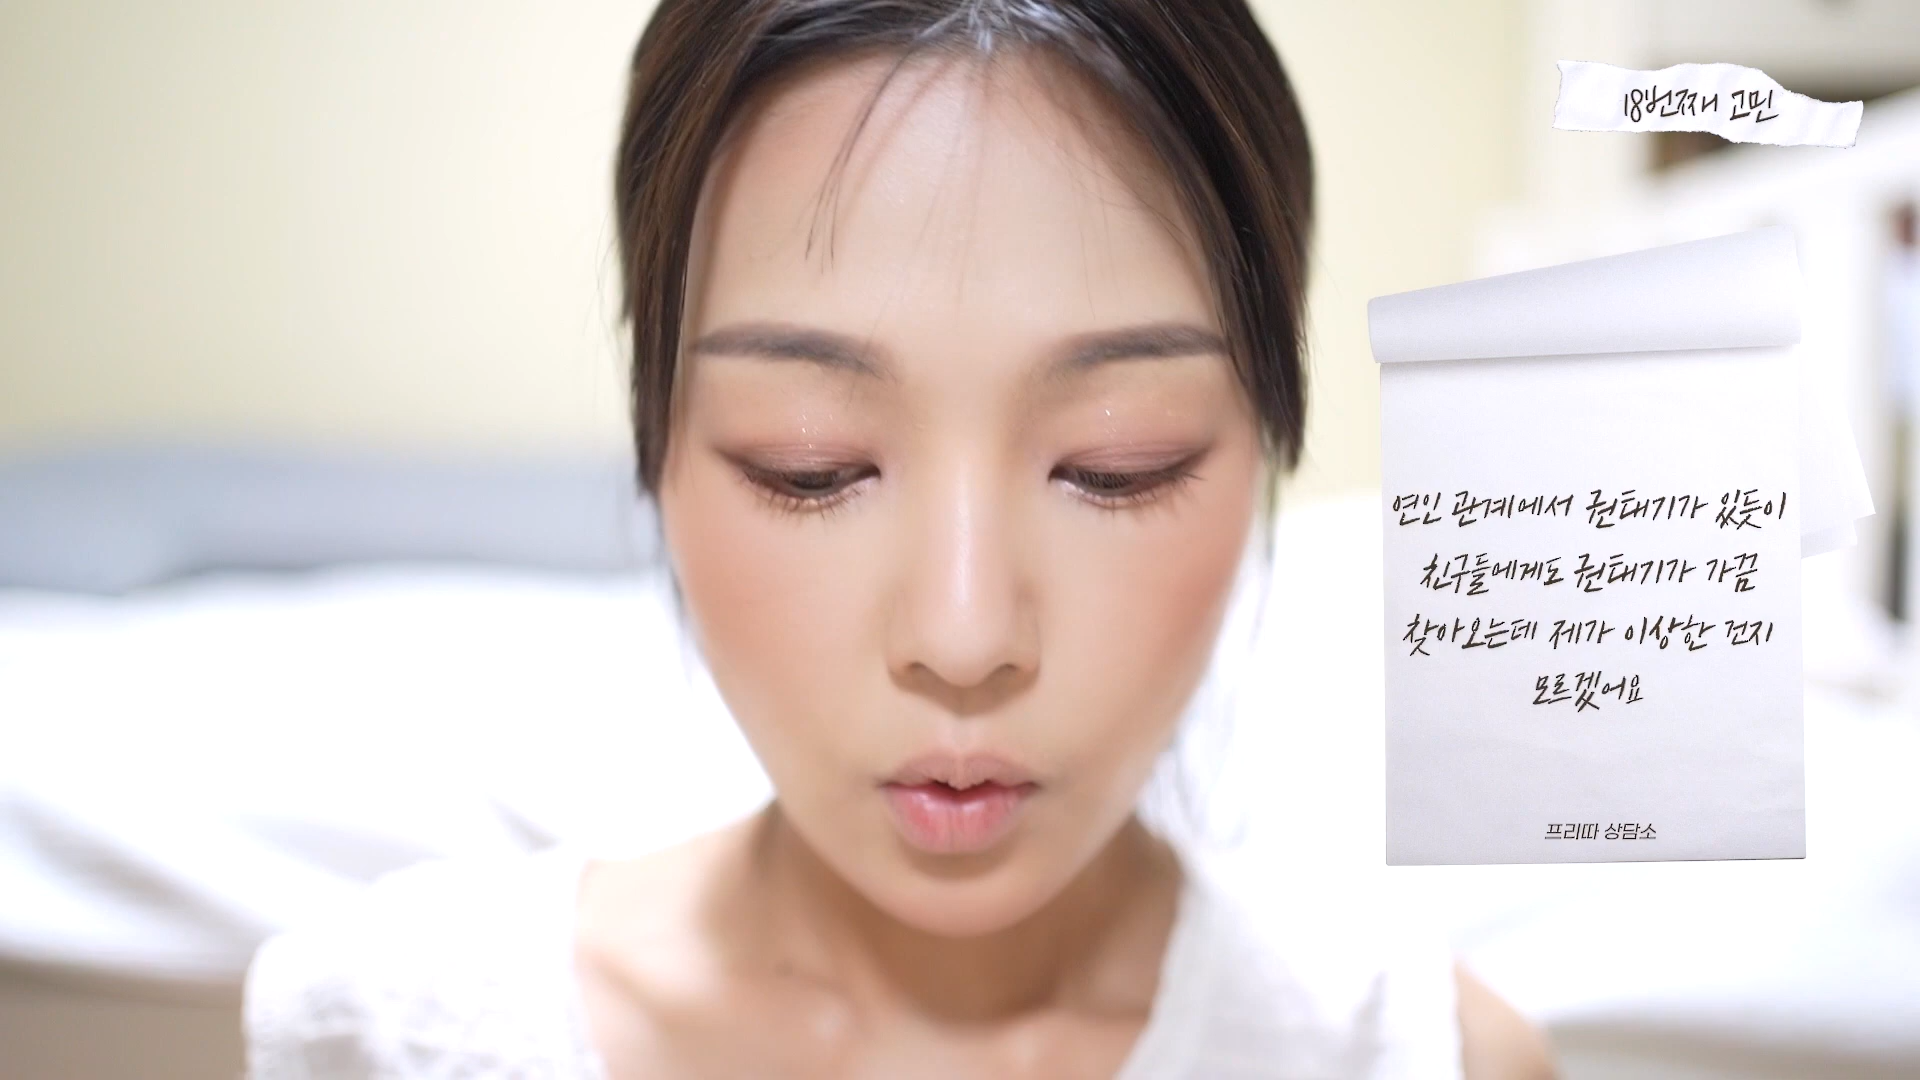 18번째 고민
연인 관계에서 권태기가 있듯이
친구들에게도 권태기가 가끔
찾아오는데 제가 이상한 건지
모르겠어요
프리따 상담소